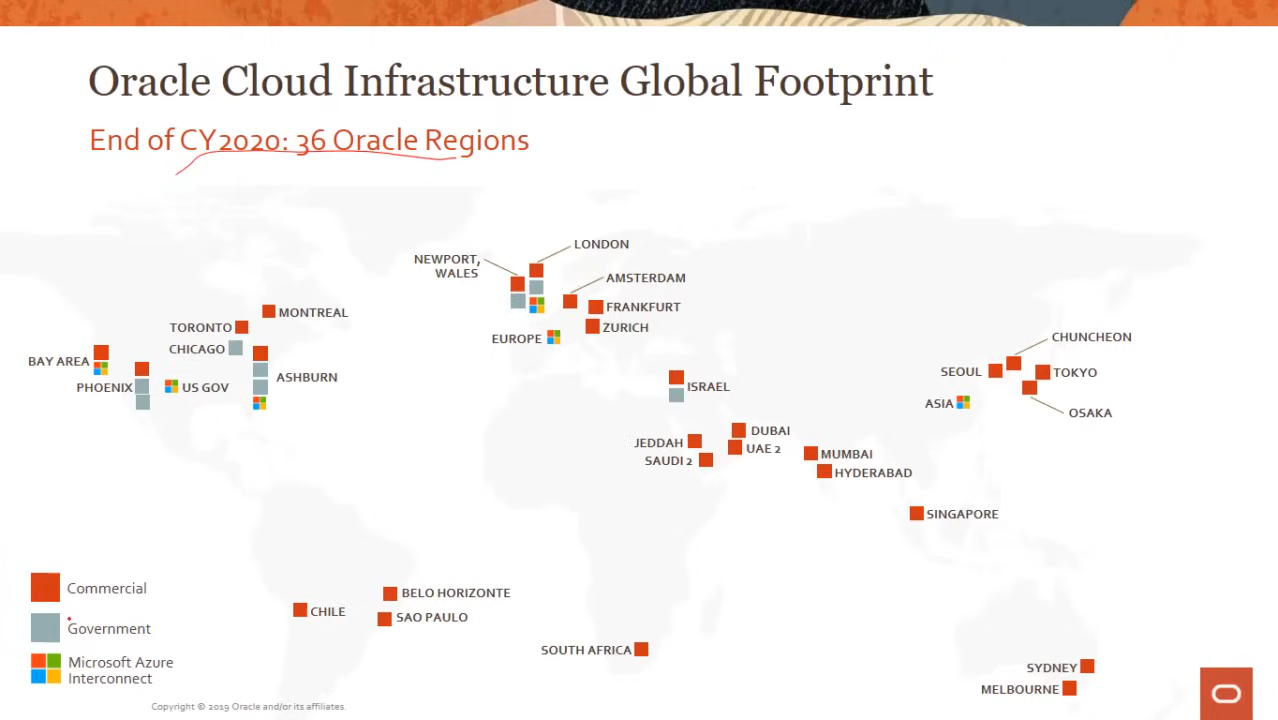 Oracle Cloud Infrastructure Global Footprint
End of CY2020: 36 Oracle Regions
LONDON
NEWPORT,
WALES
AMSTERDAM
FRANKFURT
ZURICH
EUROPE
MONTREAL
TORONTO
CHICAGO
BAY AREA
PHOENIX
US GOV
ASHBURN
CHUNCHEON
SEOUL
TOKYO
ASIA
OSAKA
ISRAEL
DUBAI
JEDDAH
UAE 2
SAUDI 2
MUMBAI
HYDERABAD
SINGAPORE
BELO HORIZONTE
CHILE
SAO PAULO
SOUTH AFRICA
SYDNEY
MELBOURNE
Commercial
Government
Microsoft Azure
Interconnect
Copyright © 2019 Oracle and/or its affiliates.